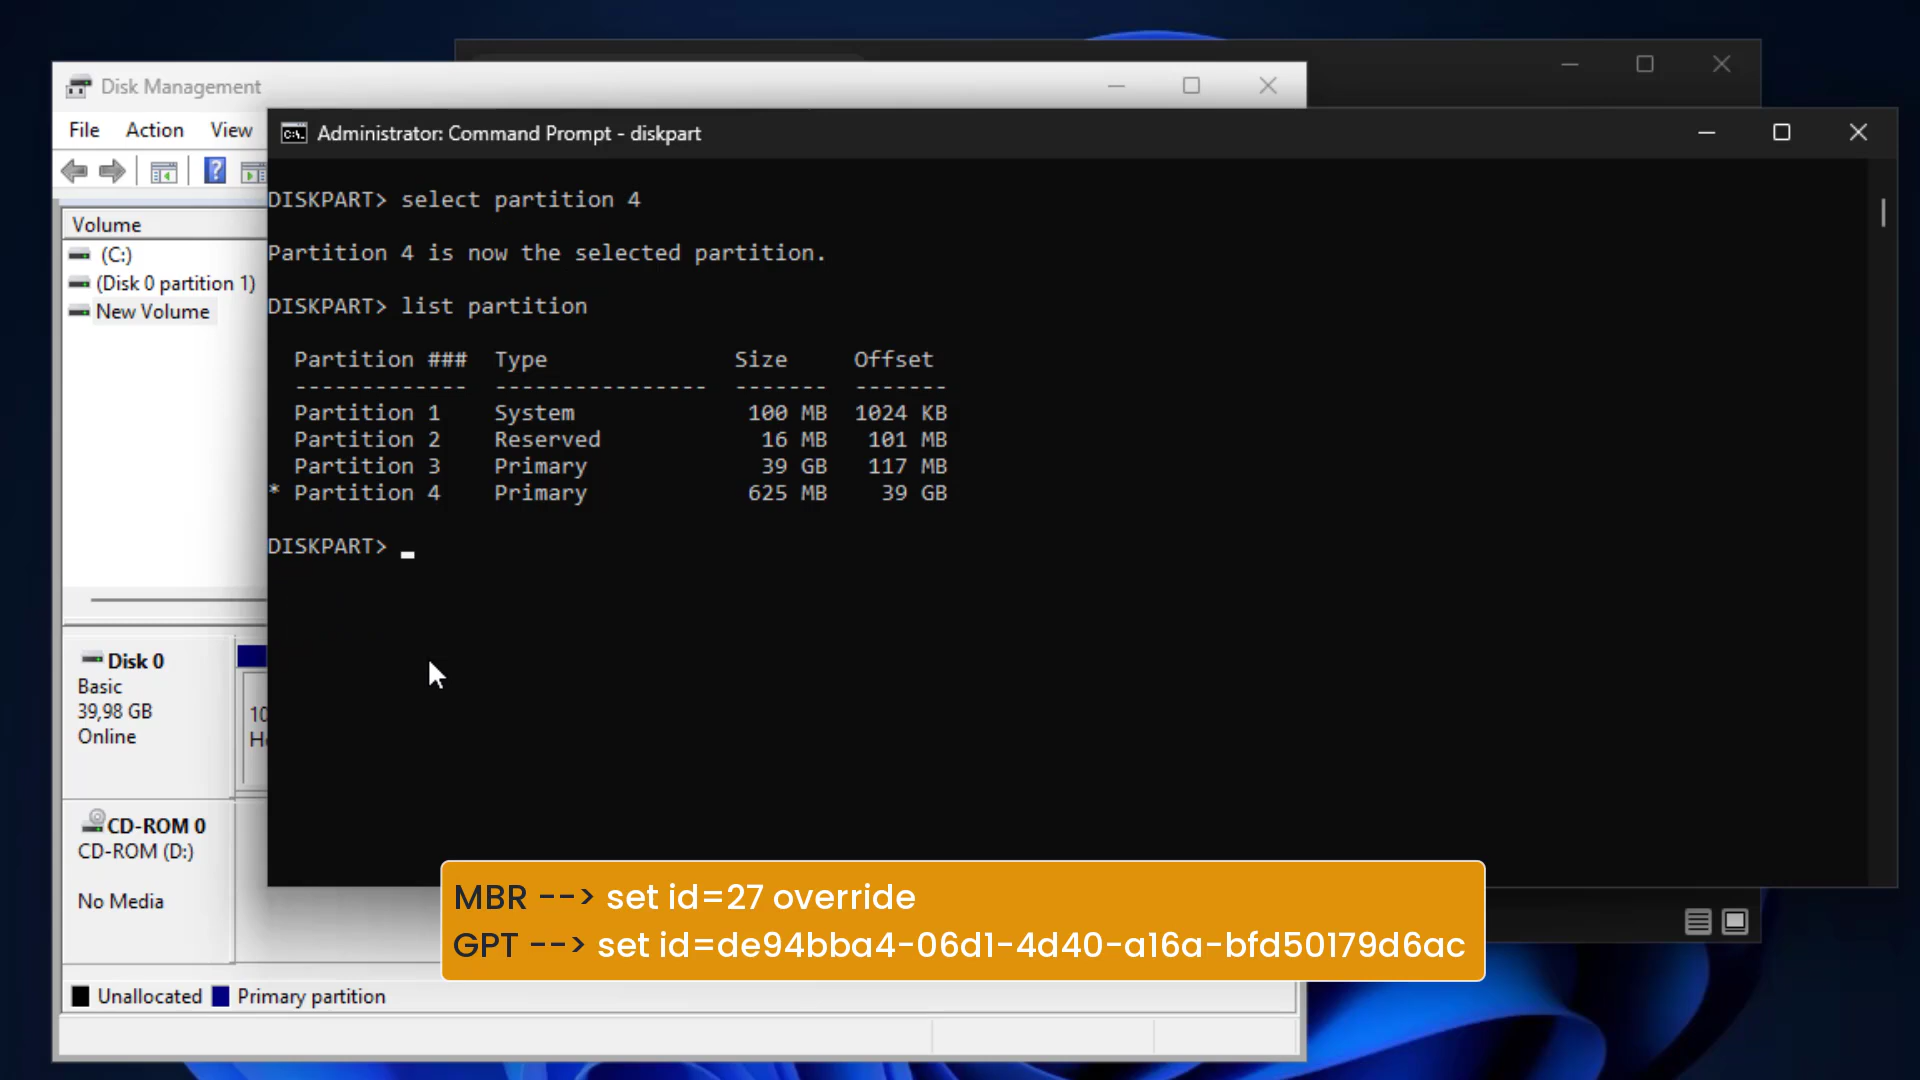 Disk Management
File Action View
Administrator: Command Prompt - diskpart
DISKPART> select partition 4
Partition 4 is now the selected partition.
DISKPART> list partition
Partition ### Type Size Offset
------------- ---------------- ------- -------
Partition 1 System 100 MB 1024 KB
Partition 2 Reserved 16 MB 101 MB
Partition 3 Primary 39 GB 117 MB
* Partition 4 Primary 625 MB 39 GB
DISKPART>
Volume
(C:)
(Disk 0 partition 1)
New Volume
Disk 0
Basic
39,98 GB
Online
10
CD-ROM 0
CD-ROM (D:)
No Media
MBR --> set id=27 override
GPT --> set id=de94bba4-06d1-4d40-a16a-bfd50179d6ac
Unallocated Primary partition